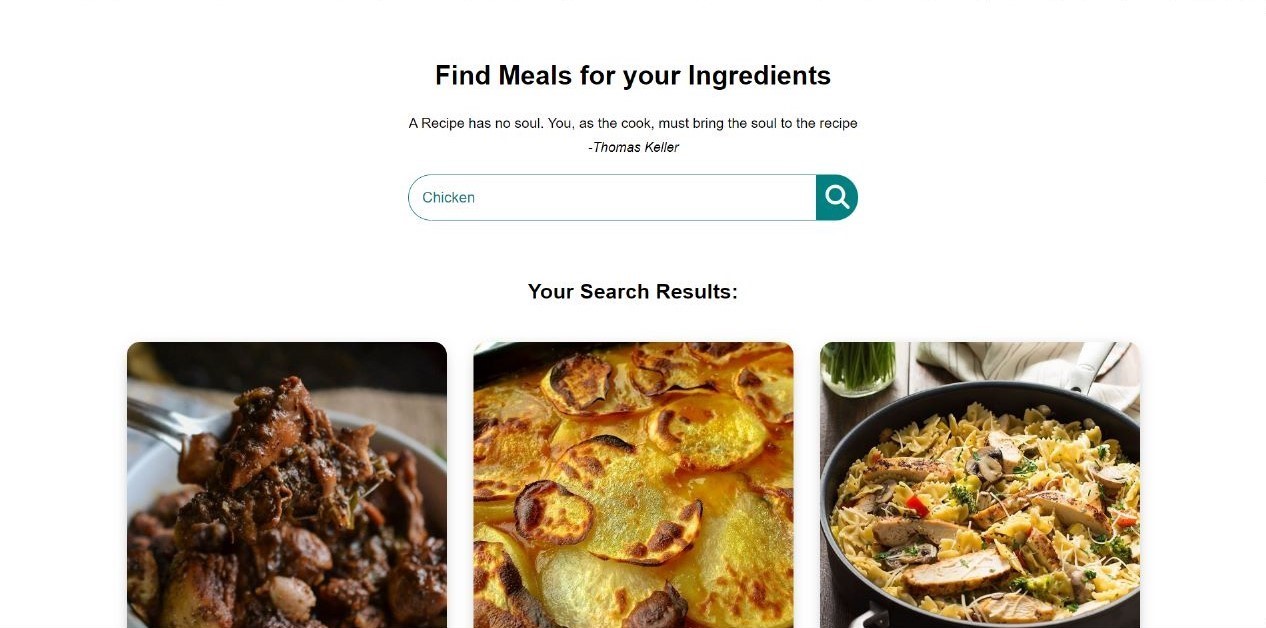 Find Meals for your Ingredients
A Recipe has no soul. You, as the cook, must bring the soul to the recipe
-Thomas Keller
Chicken
Your Search Results: